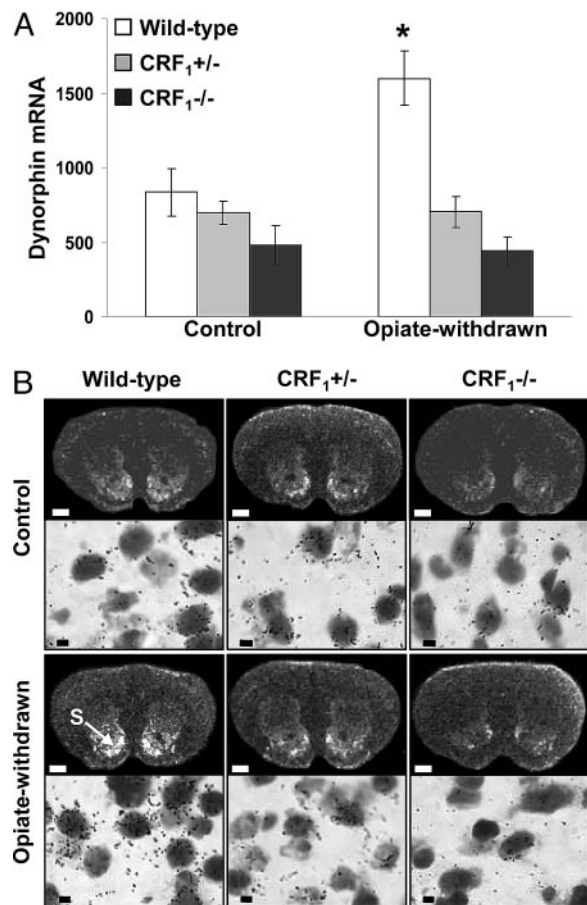 A
2000
1500
1000
500
0
Dynorphin mRNA
Wild-type
CRF1+/-
CRF1-/-
*
Control
Opiate-withdrawn
B
Wild-type
CRF1+/-
CRF1-/-
Control
Opiate-withdrawn
S